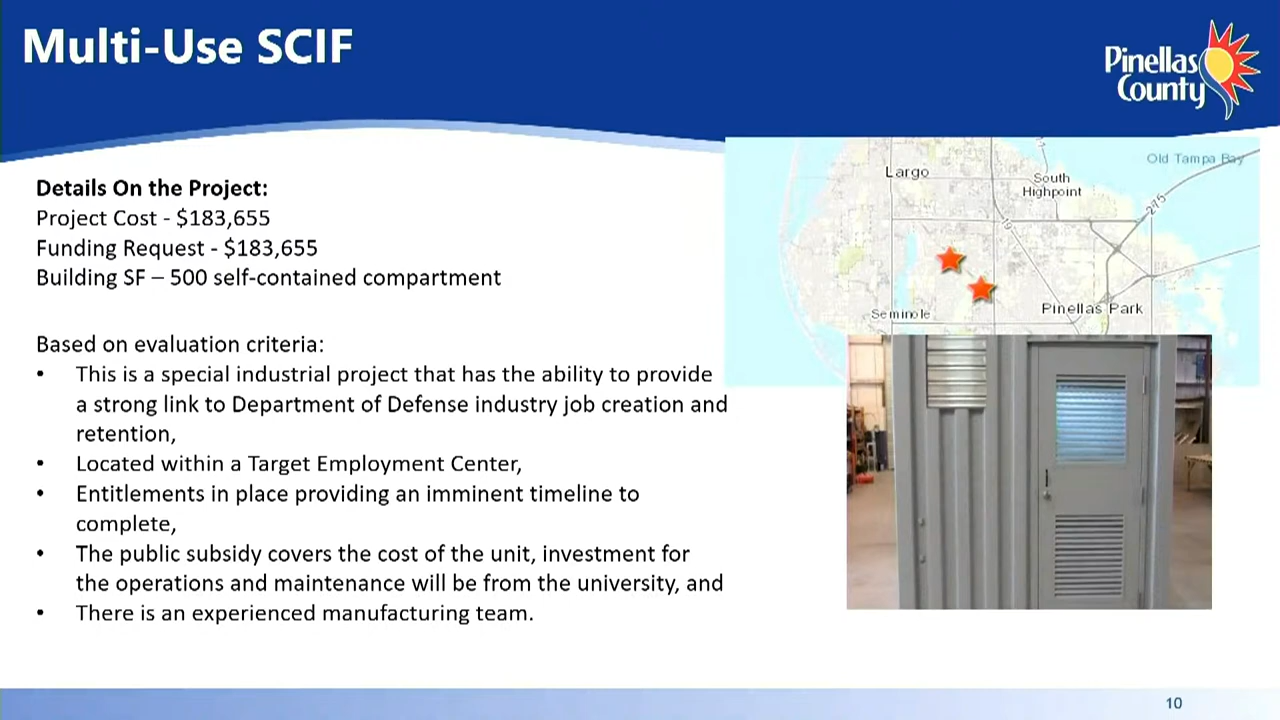 Multi-Use SCIF
Pinellas
County
Details On the Project:
Project Cost - $183,655
Funding Request - $183,655
Building SF – 500 self-contained compartment
Based on evaluation criteria:
• This is a special industrial project that has the ability to provide
a strong link to Department of Defense industry job creation and
retention,
• Located within a Target Employment Center,
• Entitlements in place providing an imminent timeline to
complete,
• The public subsidy covers the cost of the unit, investment for
the operations and maintenance will be from the university, and
• There is an experienced manufacturing team.
Old Tampa Bay
Largo
South
Highpoint
275
19
Seminole
Pinellas Park
10